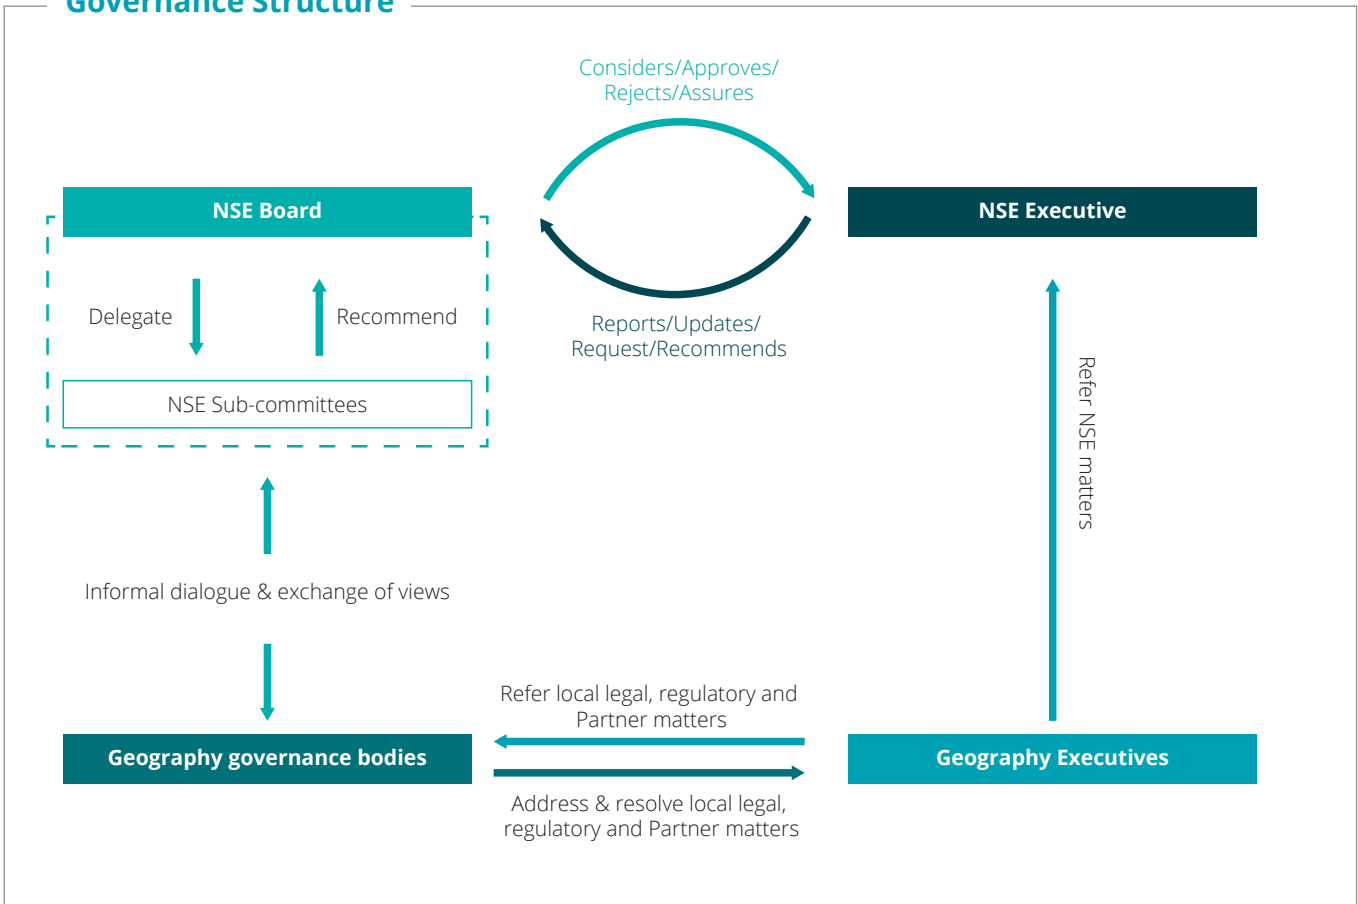 Governance Structure
Considers/Approves/
Rejects/Assures
NSE Board
NSE Executive
Delegate
Recommend
Reports/Updates/
Request/Recommends
NSE Sub-committees
Refer NSE matters
Informal dialogue & exchange of views
Refer local legal, regulatory and
Partner matters
Geography governance bodies
Geography Executives
Address & resolve local legal,
regulatory and Partner matters